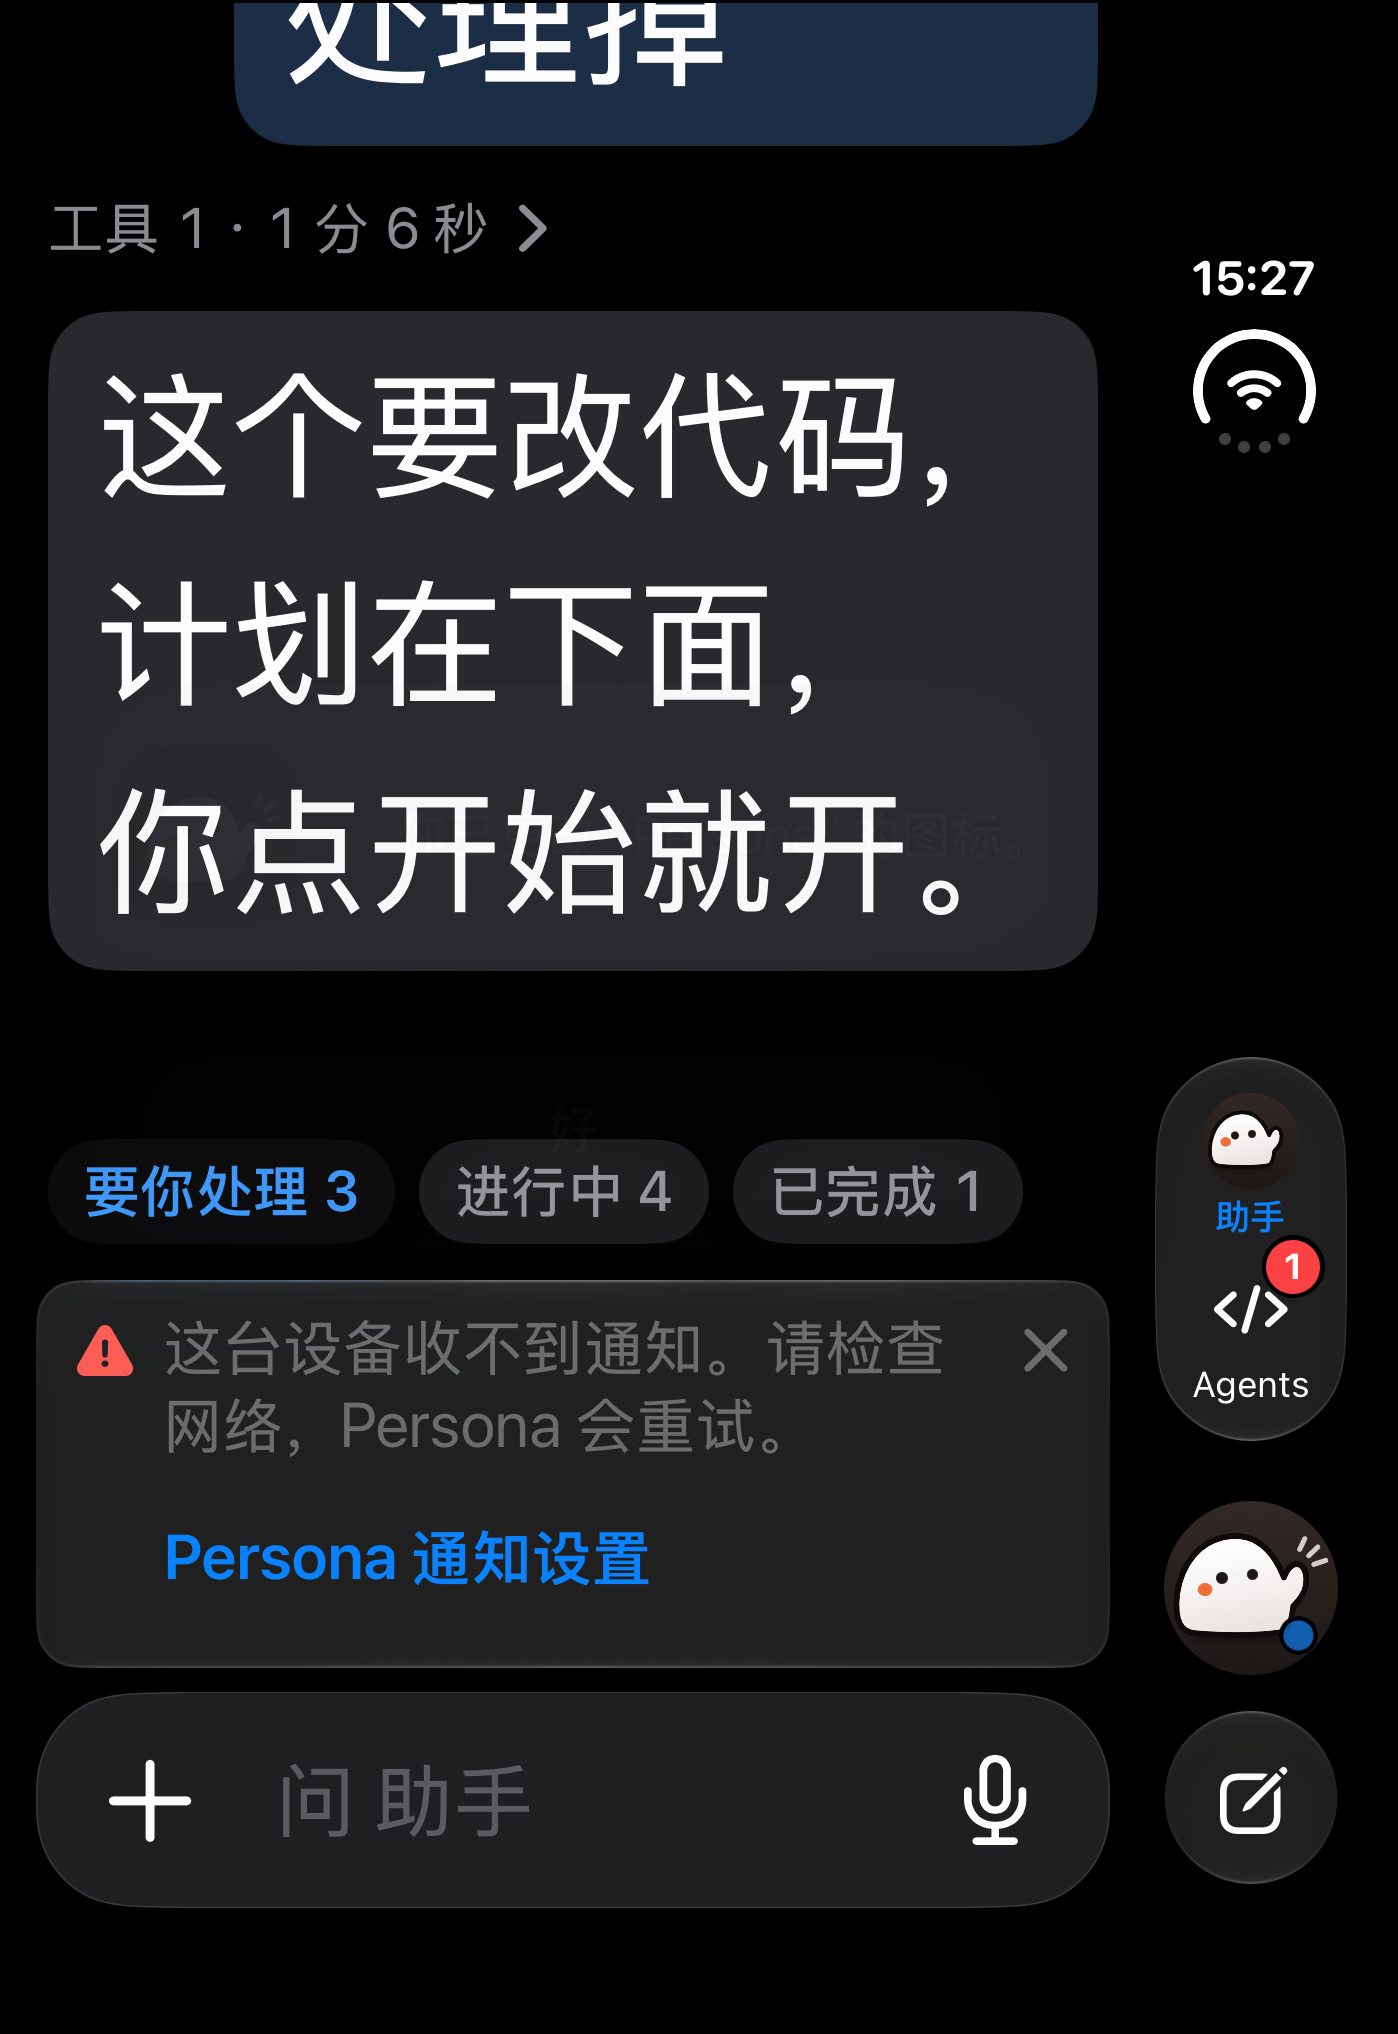 处理掉
工具 1 · 1 分 6 秒
15:27
这个要改代码，
计划在下面，
你点开始就开。
好
要你处理 3
进行中 4
已完成 1
助手
1
Agents
这台设备收不到通知。请检查
网络，Persona 会重试。
Persona 通知设置
问 助手